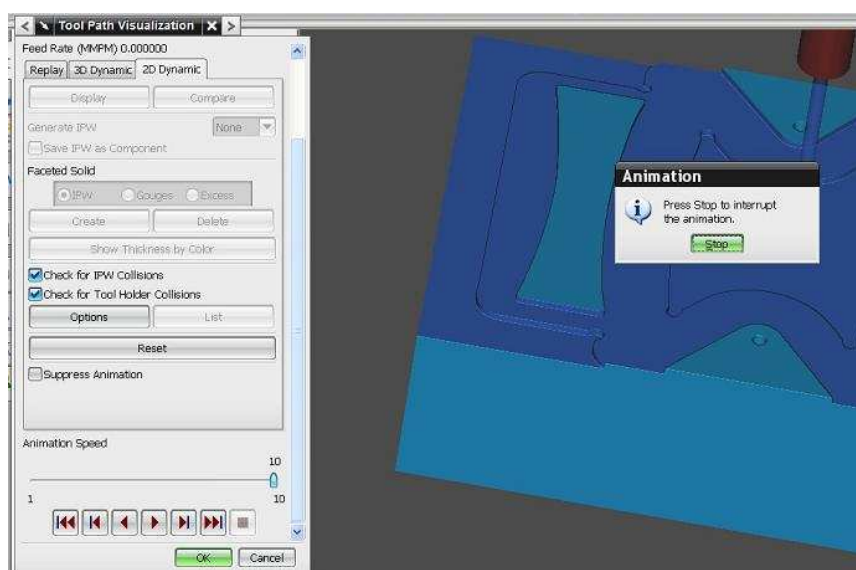 Tool Path Visualization
Feed Rate (MMPM) 0.000000
Replay 3D Dynamic 2D Dynamic
Display Compare
Generate IPW None
Save IPW as Component
Faceted Solid
IPW Gouges Excess
Create Delete
Show Thickness by Color
Check for IPW Collisions
Check for Tool Holder Collisions
Options List
Reset
Suppress Animation
Animation Speed
10
1 10
OK Cancel
Animation
Press Stop to interrupt
the animation.
Stop